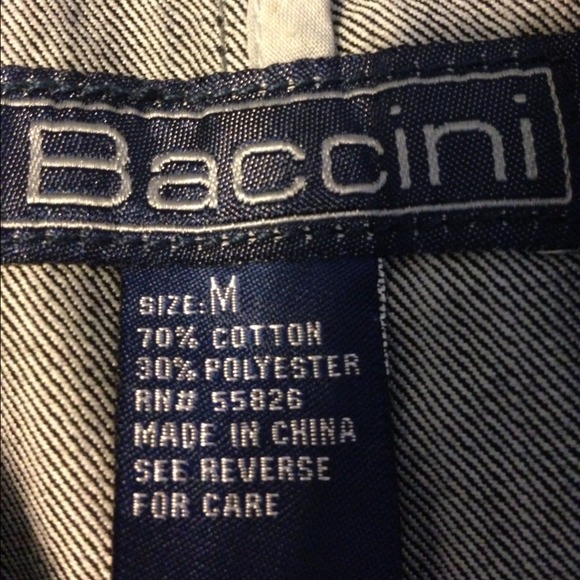 Baccini
SIZE: M
70% COTTON
30% POLYESTER
RN# 55826
MADE IN CHINA
SEE REVERSE
FOR CARE